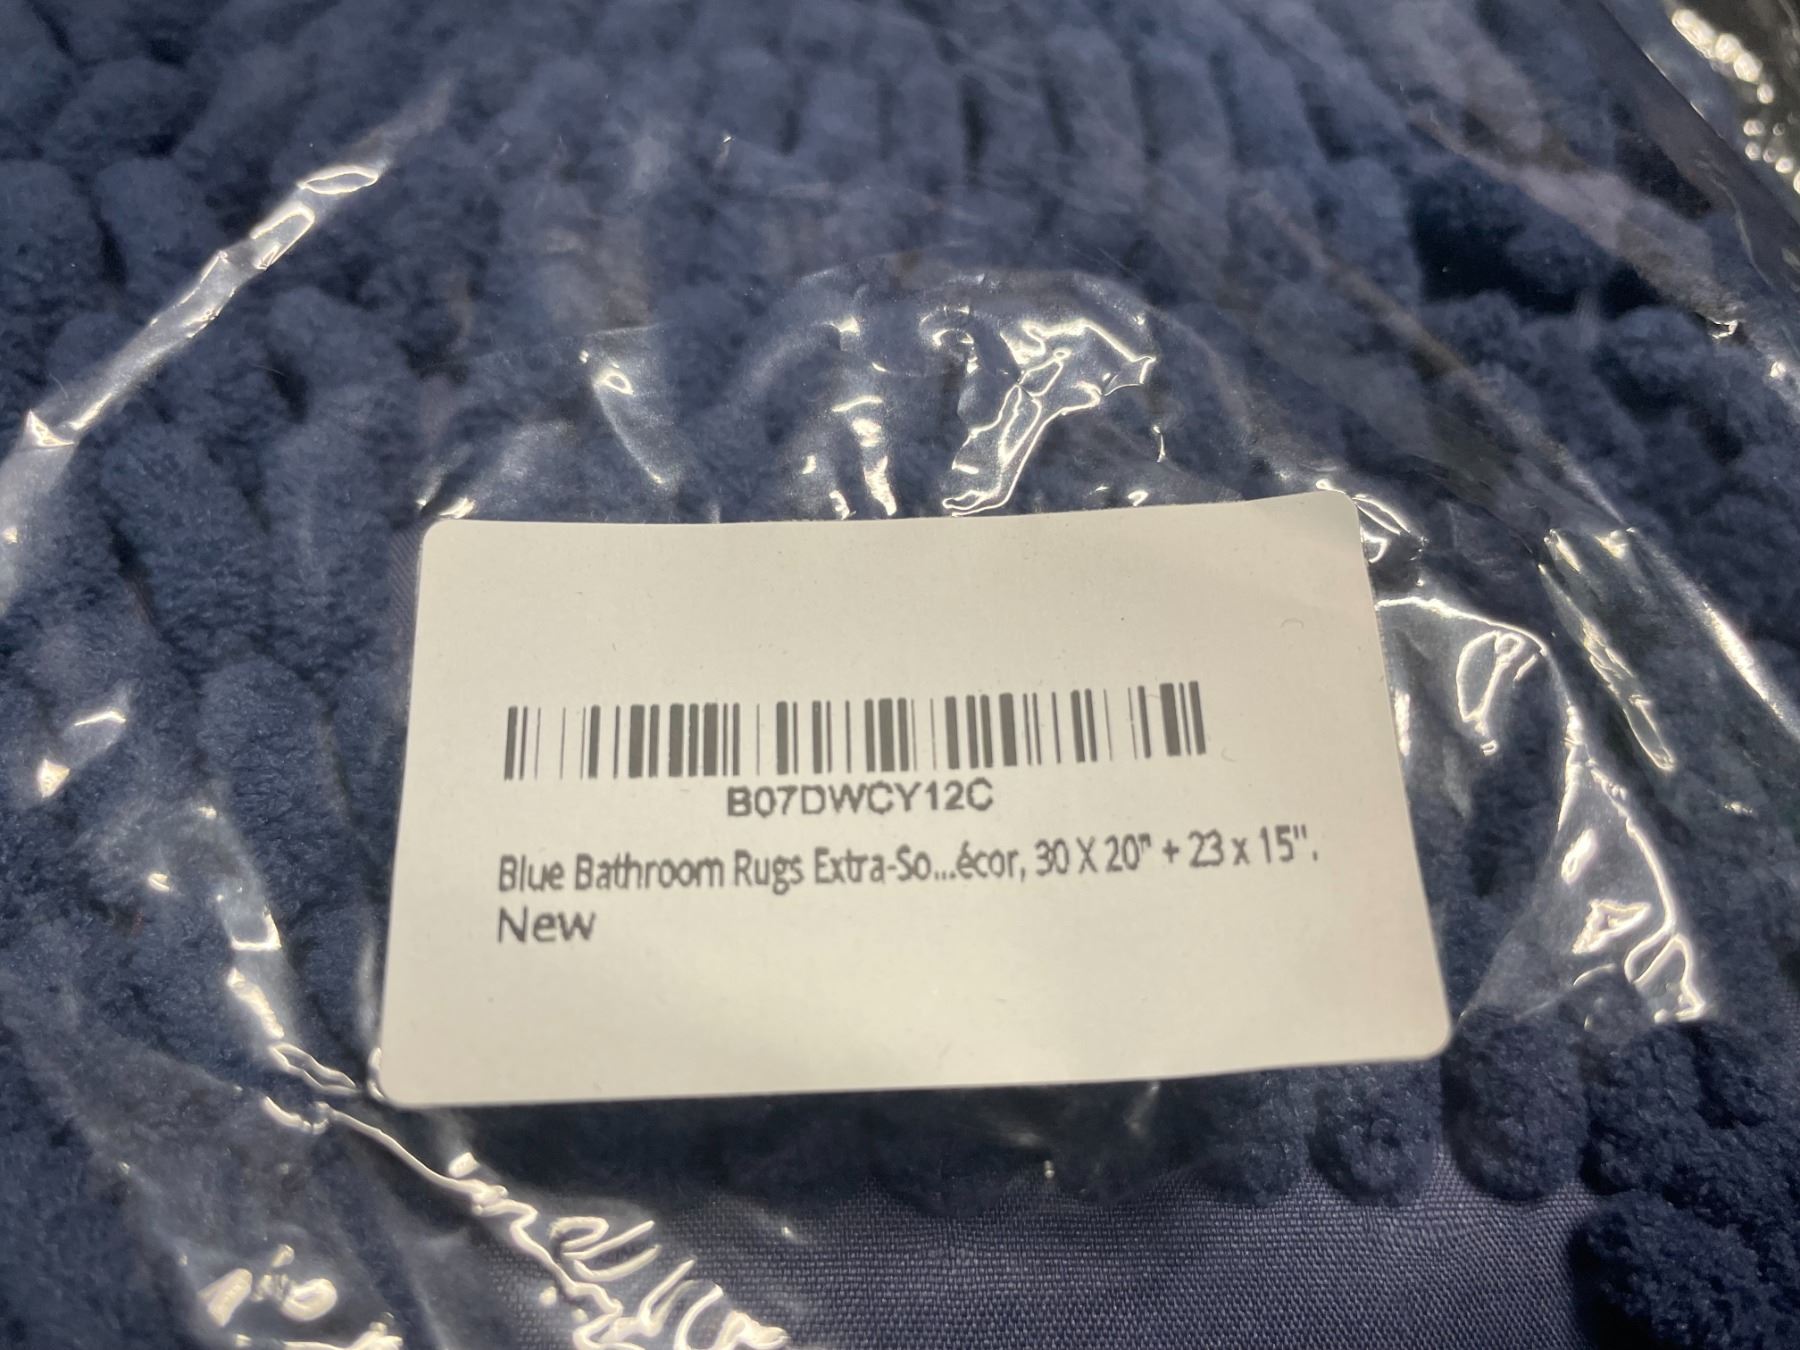 B07DWCY12C
Blue Bathroom Rugs Extra-So...écor, 30 X 20" + 23 x 15".
New